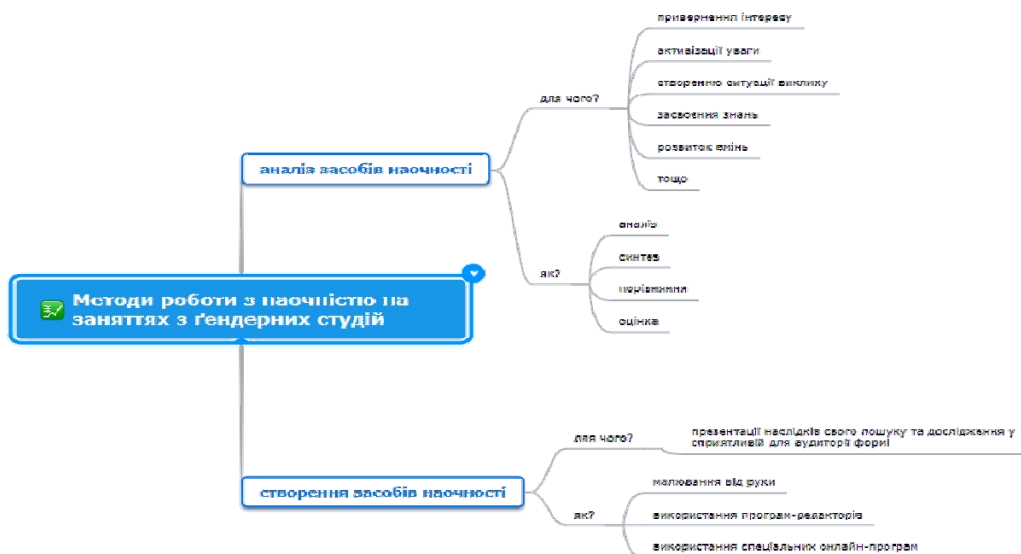 Методи роботи з наочністю на
заняттях з ґендерних студій
аналіз засобів наочності
для чого?
привернення інтересу
активізації уваги
створенню ситуації виклику
засвоєння знань
розвиток вмінь
тощо
як?
аналіз
синтез
порівняння
оцінка
створення засобів наочності
для чого?
презентації наслідків свого пошуку та дослідження у
сприятливій для аудиторії формі
як?
малювання від руки
використання програм-редакторів
використання спеціальних онлайн-програм